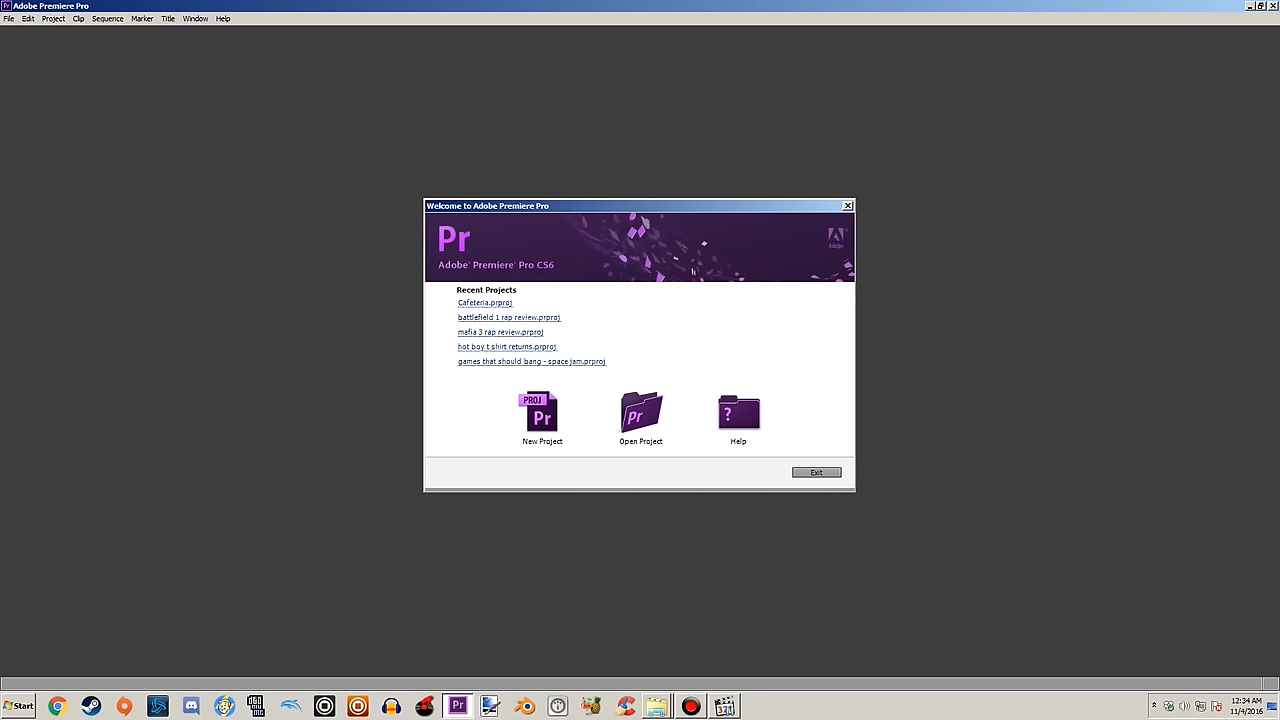 Adobe Premiere Pro
File Edit Project Clip Sequence Marker Title Window Help
Welcome to Adobe Premiere Pro
Pr
Adobe
Adobe® Premiere® Pro CS6
Recent Projects
Cafeteria.prproj
battlefield 1 rap review.prproj
mafia 3 rap review.prproj
hot boy t shirt returns.prproj
games that should bang - space jam.prproj
PROJ
Pr Pr ?
New Project Open Project Help
Exit
Start
Pr
321
12:34 AM
11/4/2016